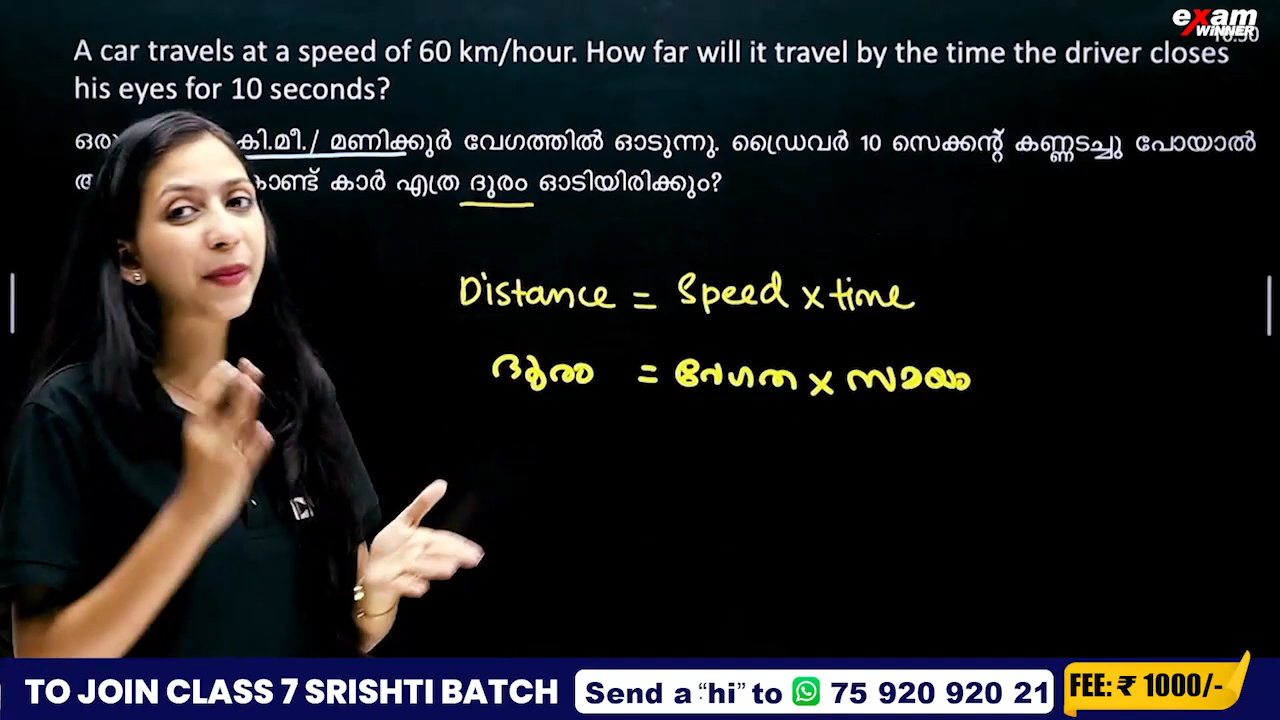 exam
WINNER
A car travels at a speed of 60 km/hour. How far will it travel by the time the driver closes
his eyes for 10 seconds?
ഒരു കി.മീ./ മണിക്കൂർ വേഗത്തിൽ ഓടുന്നു. ഡ്രൈവർ 10 സെക്കന്റ് കണ്ണടച്ചു പോയാൽ
കാർ എത്ര ദൂരം ഓടിയിരിക്കും?
Distance = Speed x time
ദൂരം = വേഗത x സമയം
TO JOIN CLASS 7 SRISHTI BATCH
Send a "hi" to 75 920 920 21
FEE: ₹ 1000/-